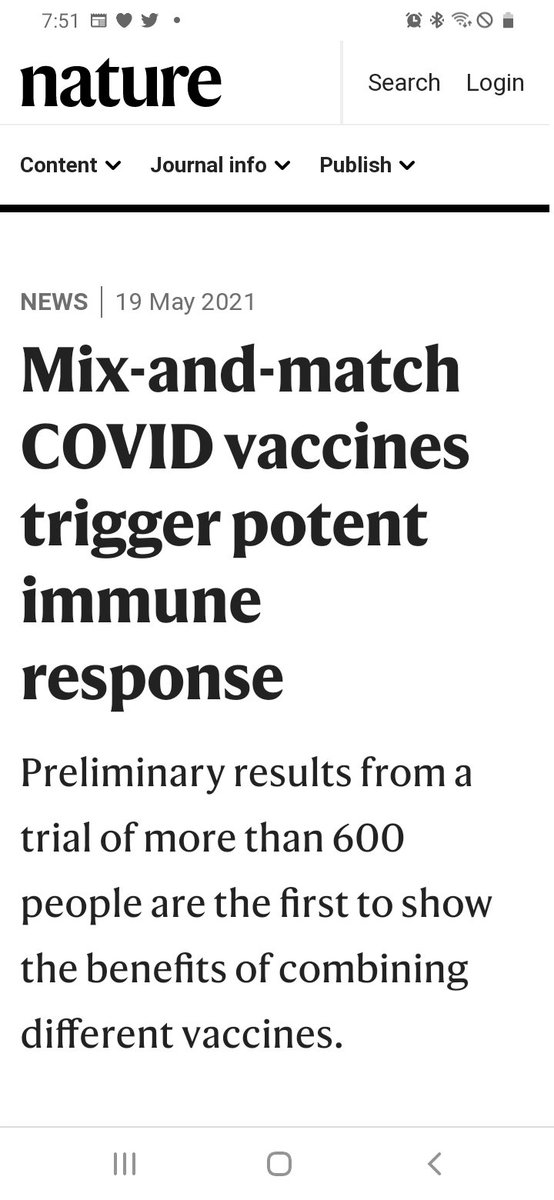 7:51
nature
Search Login
Content Journal info Publish
NEWS | 19 May 2021
Mix-and-match
COVID vaccines
trigger potent
immune
response
Preliminary results from a
trial of more than 600
people are the first to show
the benefits of combining
different vaccines.